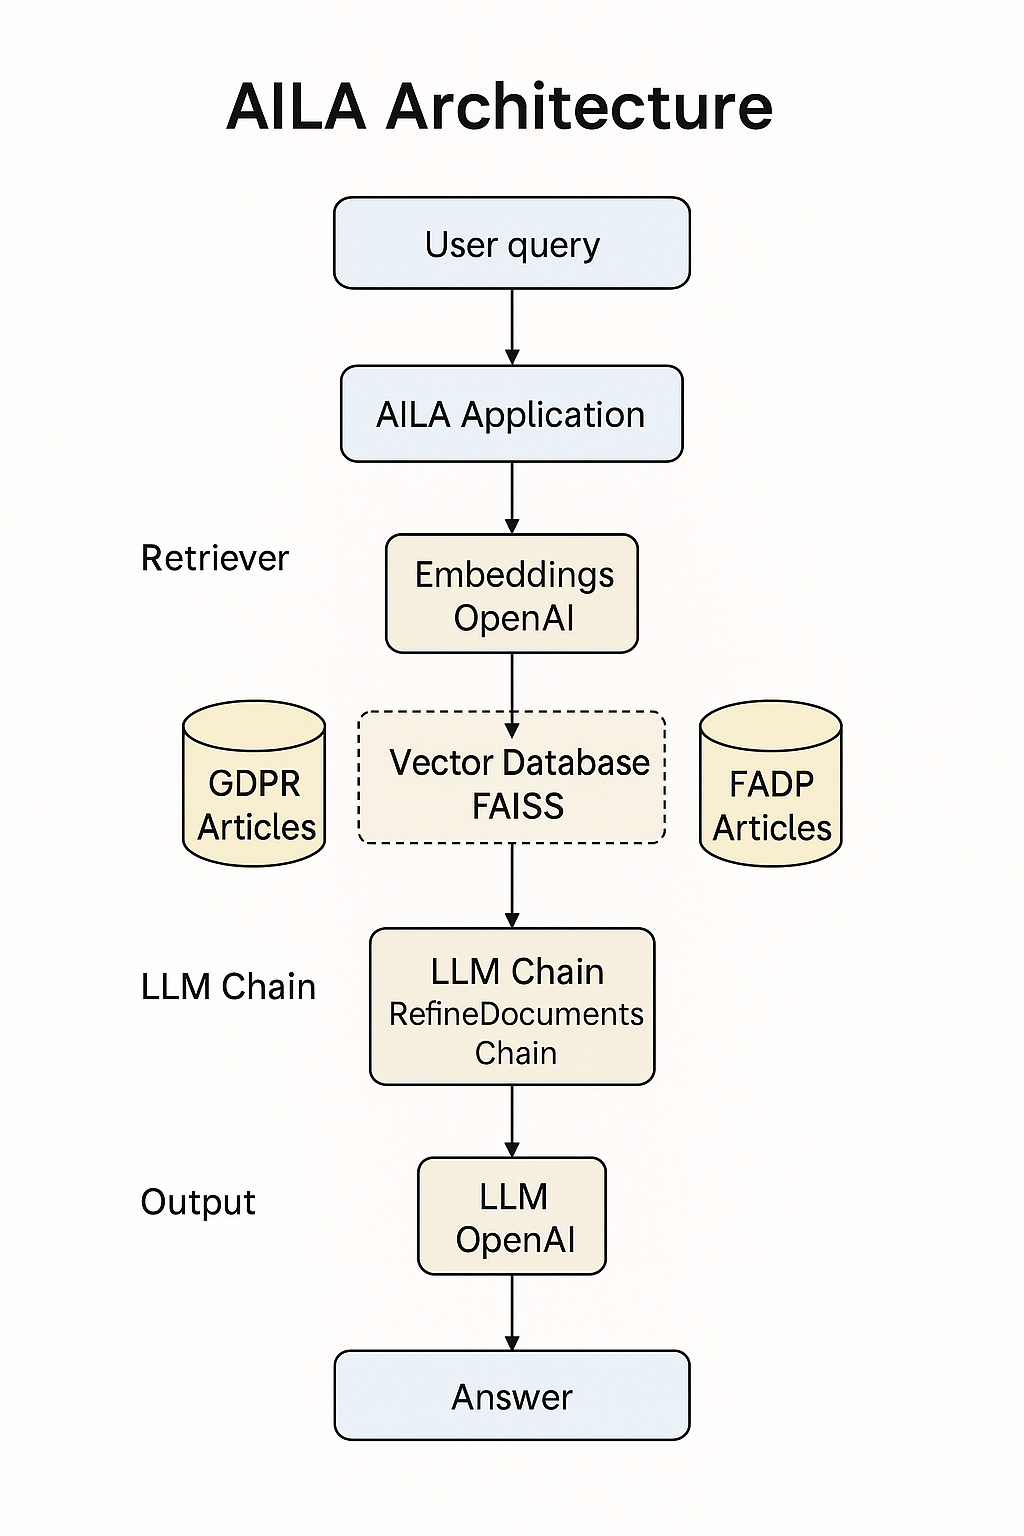 AILA Architecture
User query
AILA Application
Retriever
Embeddings
OpenAI
GDPR
Articles
Vector Database
FAISS
FADP
Articles
LLM Chain
LLM Chain
RefineDocuments
Chain
Output
LLM
OpenAI
Answer